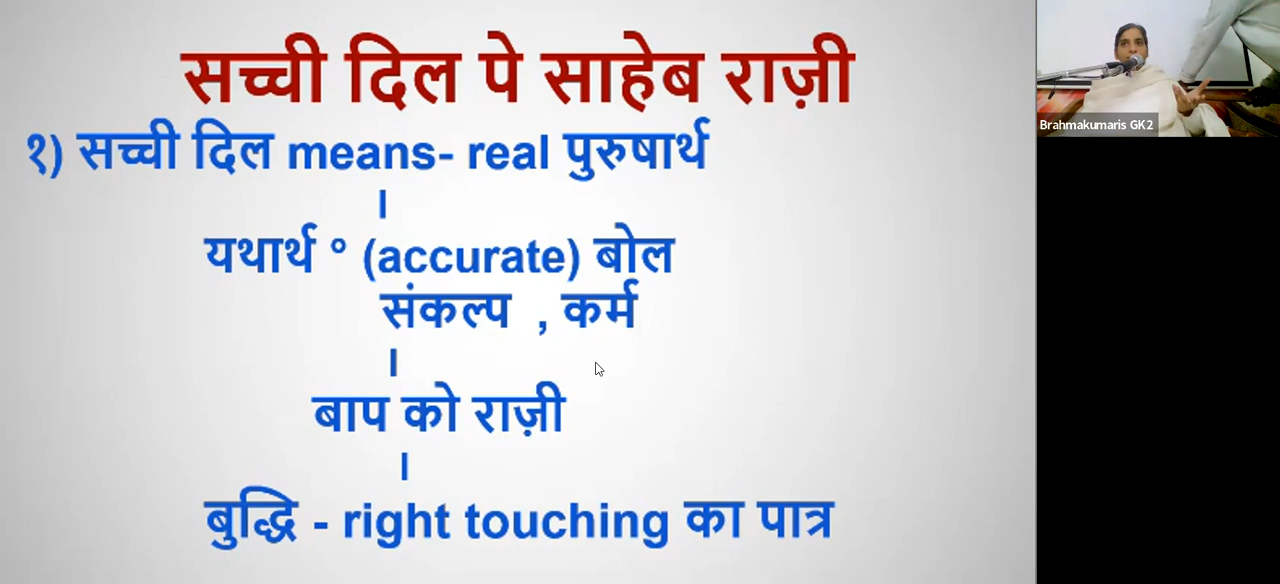 सच्ची दिल पे साहेब राज़ी
१) सच्ची दिल means- real पुरुषार्थ
।
यथार्थ ° (accurate) बोल
संकल्प , कर्म
।
बाप को राज़ी
।
बुद्धि - right touching का पात्र
Brahmakumaris GK2